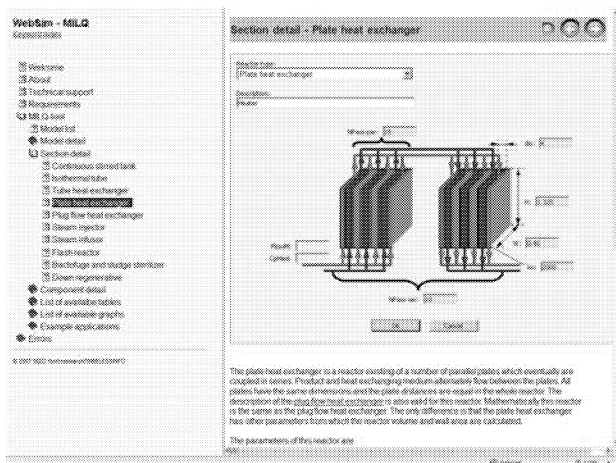 WebSim - MILQ
Keyword index
Welcome
About
Technical support
Requirements
MILQ-tool
Model list
Model detail
Section detail
Continuous stirred tank
Isothermal tube
Tube heat exchanger
Plate heat exchanger
Plug flow heat exchanger
Steam injector
Steam infusor
Flash reactor
Bactofuge and sludge sterilizer
Down regenerative
Component detail
List of available tables
List of available graphs
Example applications
Errors
Section detail - Plate heat exchanger
Reactor type:
Plate heat exchanger
Description:
Heater
OK
Cancel
The plate heat exchanger is a reactor existing of a number of parallel plates which eventually are
coupled in series. Product and heat exchanging medium alternately flow between the plates. All
plates have the same dimensions and the plate distances are equal in the whole reactor. The
description of the plug flow heat exchanger is also valid for this reactor. Mathematically this reactor
is the same as the plug flow heat exchanger. The only difference is that the plate heat exchanger
has other parameters from which the reactor volume and wall area are calculated.
The parameters of this reactor are